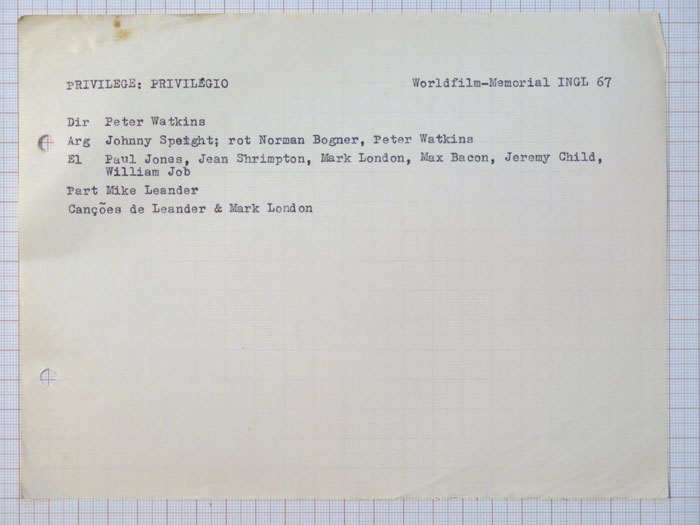 PRIVILEGE: PRIVILÉGIO Worldfilm-Memorial INGL 67
Dir Peter Watkins
Arg Johnny Speight; rot Norman Bogner, Peter Watkins
El Paul Jones, Jean Shrimpton, Mark London, Max Bacon, Jeremy Child,
William Job
Part Mike Leander
Canções de Leander & Mark London